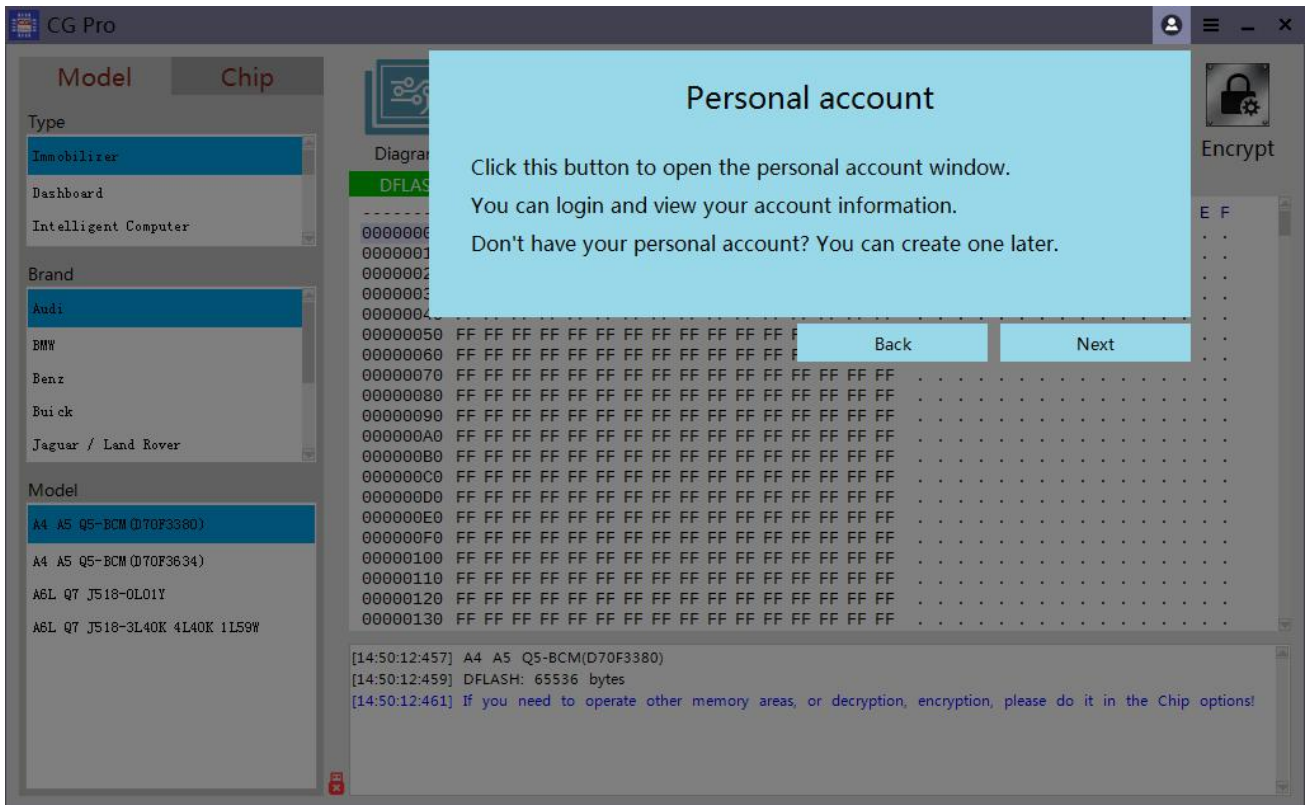 CG Pro
Model Chip
Type
Immobilizer
Dashboard
Intelligent Computer
Brand
Audi
BMW
Benz
Buick
Jaguar / Land Rover
Model
A4 A5 Q5-BCM(D70F3380)
A4 A5 Q5-BCM(D70F3634)
A6L Q7 J518-0L01Y
A6L Q7 J518-3L40K 4L40K 1L59W
Personal account
Click this button to open the personal account window.
You can login and view your account information.
Don't have your personal account? You can create one later.
Back Next
Encrypt
E F
00000050 FF FF FF FF FF FF FF FF FF FF FF FF
00000060 FF FF FF FF FF FF FF FF FF FF FF FF
00000070 FF FF FF FF FF FF FF FF FF FF FF FF FF FF FF FF . . . . . . . . . . . . . . . .
00000080 FF FF FF FF FF FF FF FF FF FF FF FF FF FF FF FF . . . . . . . . . . . . . . . .
00000090 FF FF FF FF FF FF FF FF FF FF FF FF FF FF FF FF . . . . . . . . . . . . . . . .
000000A0 FF FF FF FF FF FF FF FF FF FF FF FF FF FF FF FF . . . . . . . . . . . . . . . .
000000B0 FF FF FF FF FF FF FF FF FF FF FF FF FF FF FF FF . . . . . . . . . . . . . . . .
000000C0 FF FF FF FF FF FF FF FF FF FF FF FF FF FF FF FF . . . . . . . . . . . . . . . .
000000D0 FF FF FF FF FF FF FF FF FF FF FF FF FF FF FF FF . . . . . . . . . . . . . . . .
000000E0 FF FF FF FF FF FF FF FF FF FF FF FF FF FF FF FF . . . . . . . . . . . . . . . .
000000F0 FF FF FF FF FF FF FF FF FF FF FF FF FF FF FF FF . . . . . . . . . . . . . . . .
00000100 FF FF FF FF FF FF FF FF FF FF FF FF FF FF FF FF . . . . . . . . . . . . . . . .
00000110 FF FF FF FF FF FF FF FF FF FF FF FF FF FF FF FF . . . . . . . . . . . . . . . .
00000120 FF FF FF FF FF FF FF FF FF FF FF FF FF FF FF FF . . . . . . . . . . . . . . . .
00000130 FF FF FF FF FF FF FF FF FF FF FF FF FF FF FF FF . . . . . . . . . . . . . . . .
[14:50:12:457] A4 A5 Q5-BCM(D70F3380)
[14:50:12:459] DFLASH: 65536 bytes
[14:50:12:461] If you need to operate other memory areas, or decryption, encryption, please do it in the Chip options!